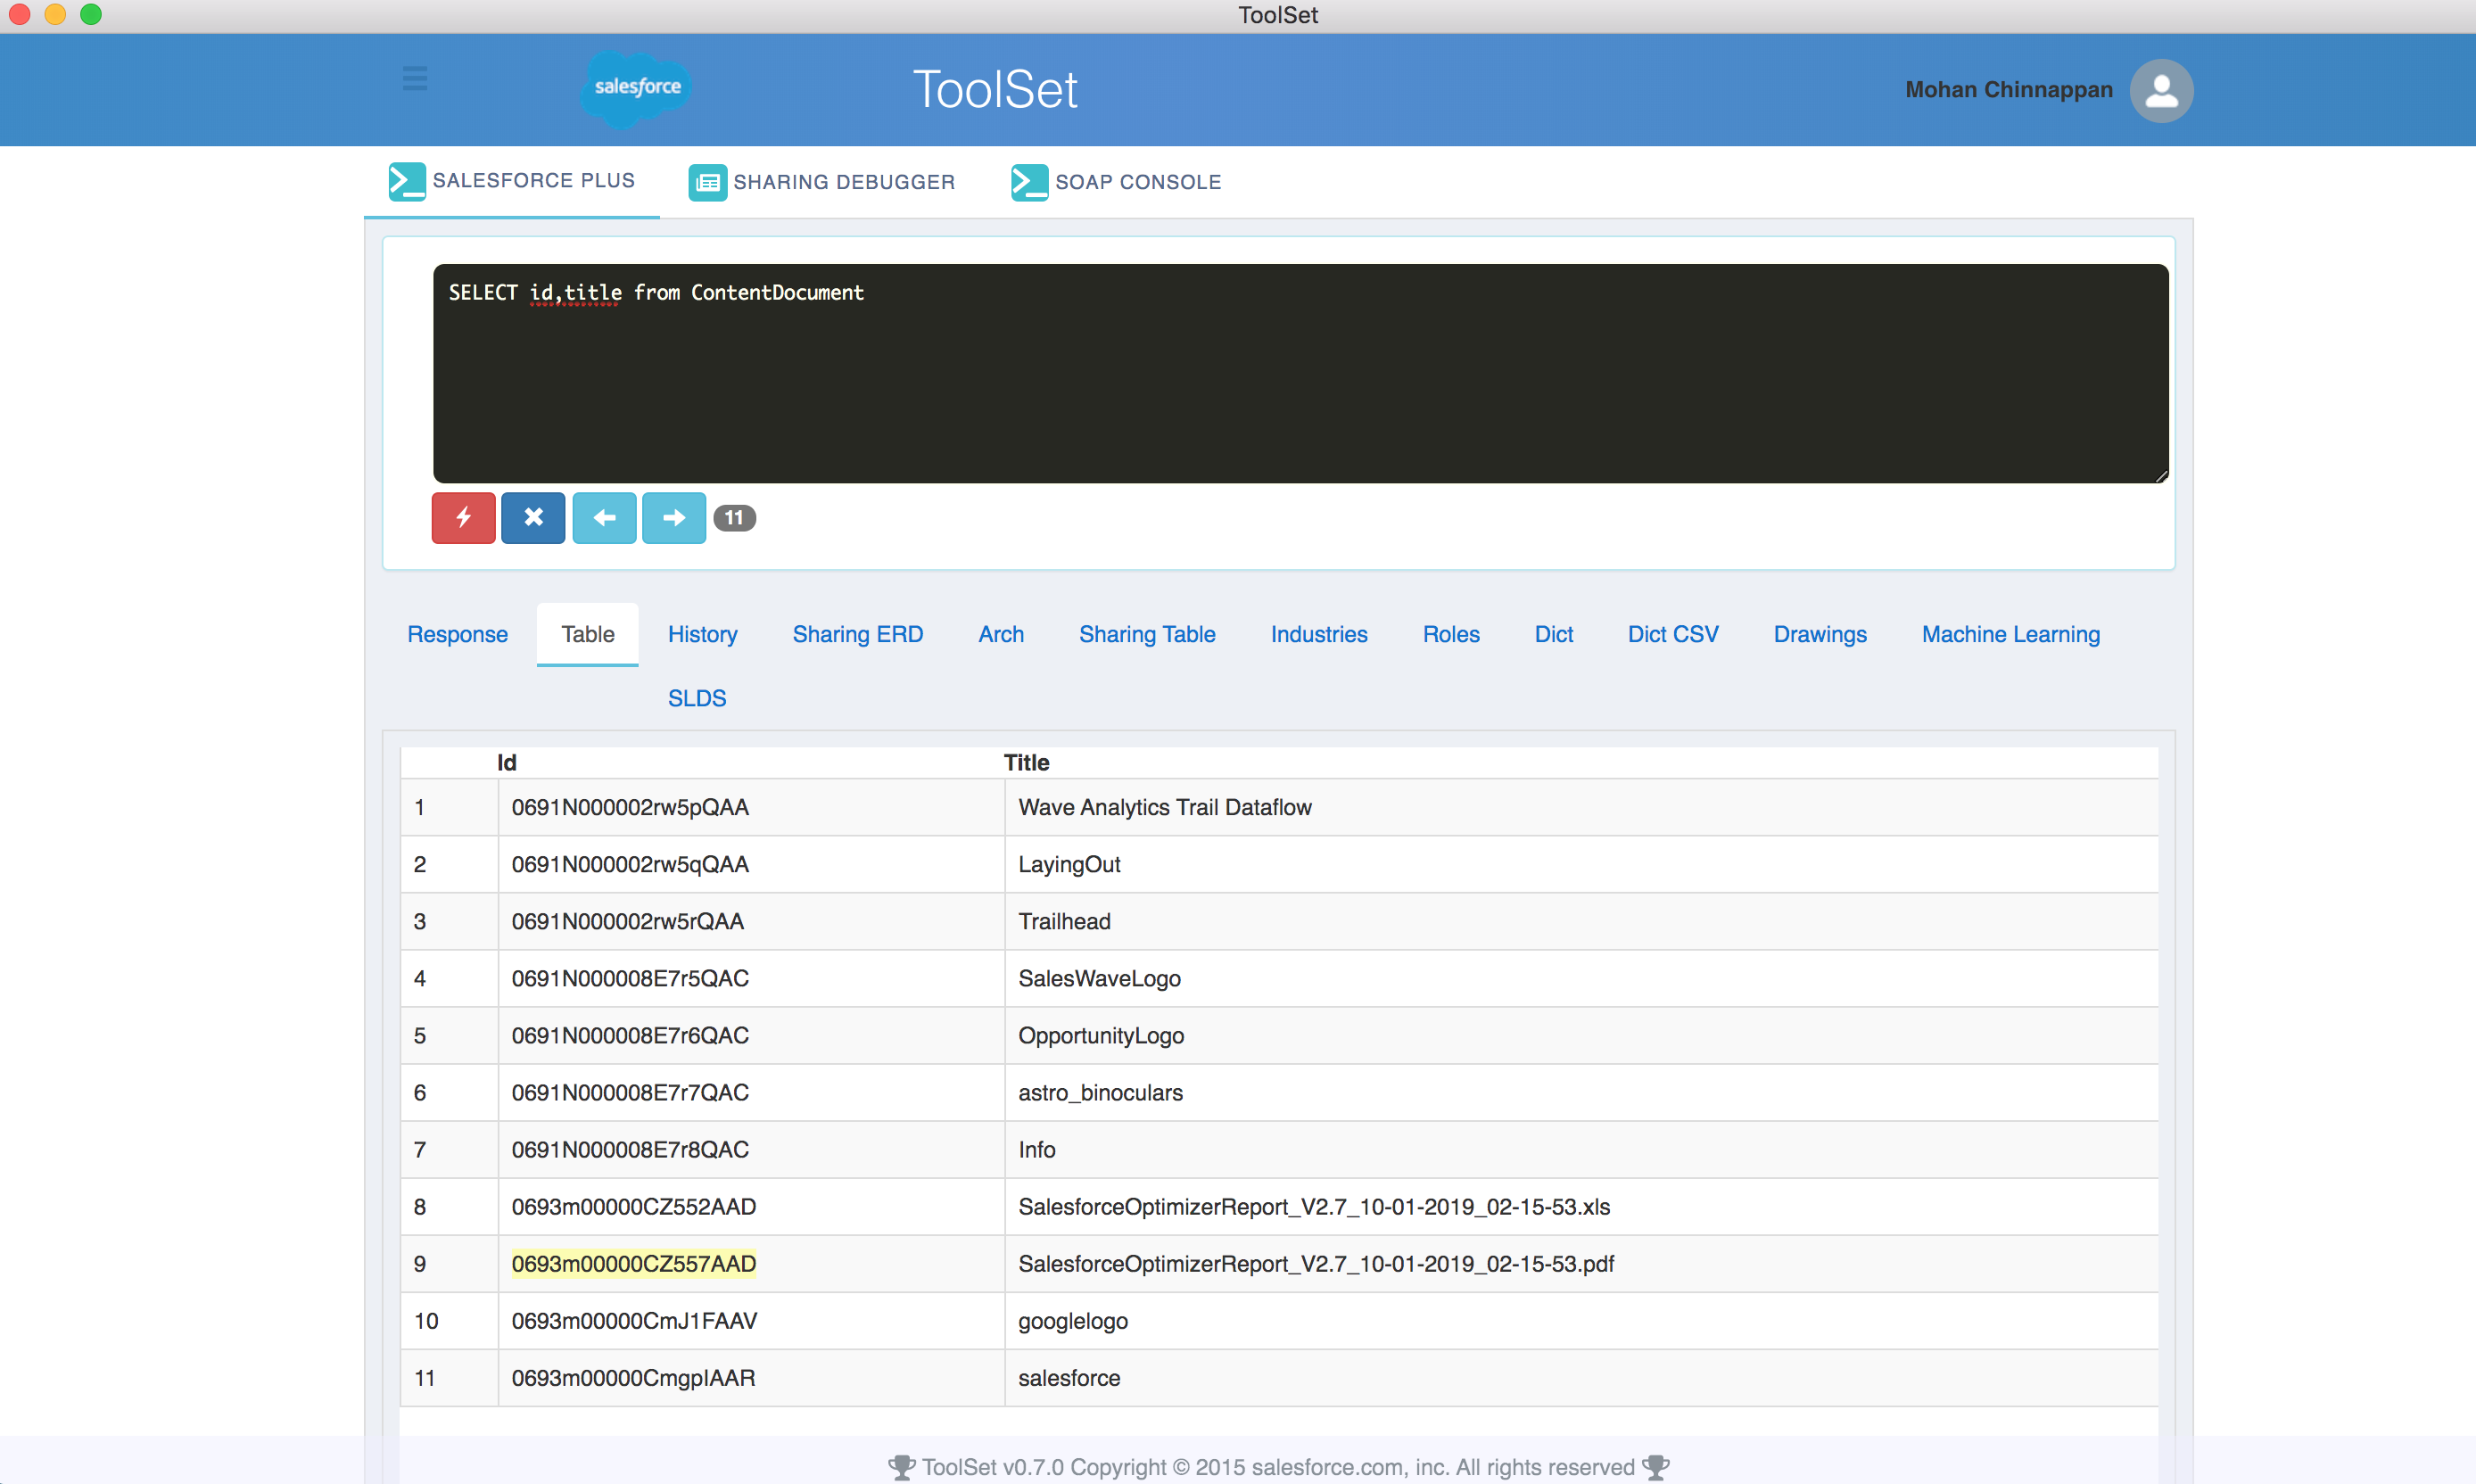 ToolSet
salesforce
ToolSet
Mohan Chinnappan
SALESFORCE PLUS
SHARING DEBUGGER
SOAP CONSOLE
SELECT id,title from ContentDocument
11
Response Table History Sharing ERD Arch Sharing Table Industries Roles Dict Dict CSV Drawings Machine Learning
SLDS
Id Title
1 0691N000002rw5pQAA Wave Analytics Trail Dataflow
2 0691N000002rw5qQAA LayingOut
3 0691N000002rw5rQAA Trailhead
4 0691N000008E7r5QAC SalesWaveLogo
5 0691N000008E7r6QAC OpportunityLogo
6 0691N000008E7r7QAC astro_binoculars
7 0691N000008E7r8QAC Info
8 0693m00000CZ552AAD SalesforceOptimizerReport_V2.7_10-01-2019_02-15-53.xls
9 0693m00000CZ557AAD SalesforceOptimizerReport_V2.7_10-01-2019_02-15-53.pdf
10 0693m00000CmJ1FAAV googlelogo
11 0693m00000CmgpIAAR salesforce
ToolSet v0.7.0 Copyright © 2015 salesforce.com, inc. All rights reserved